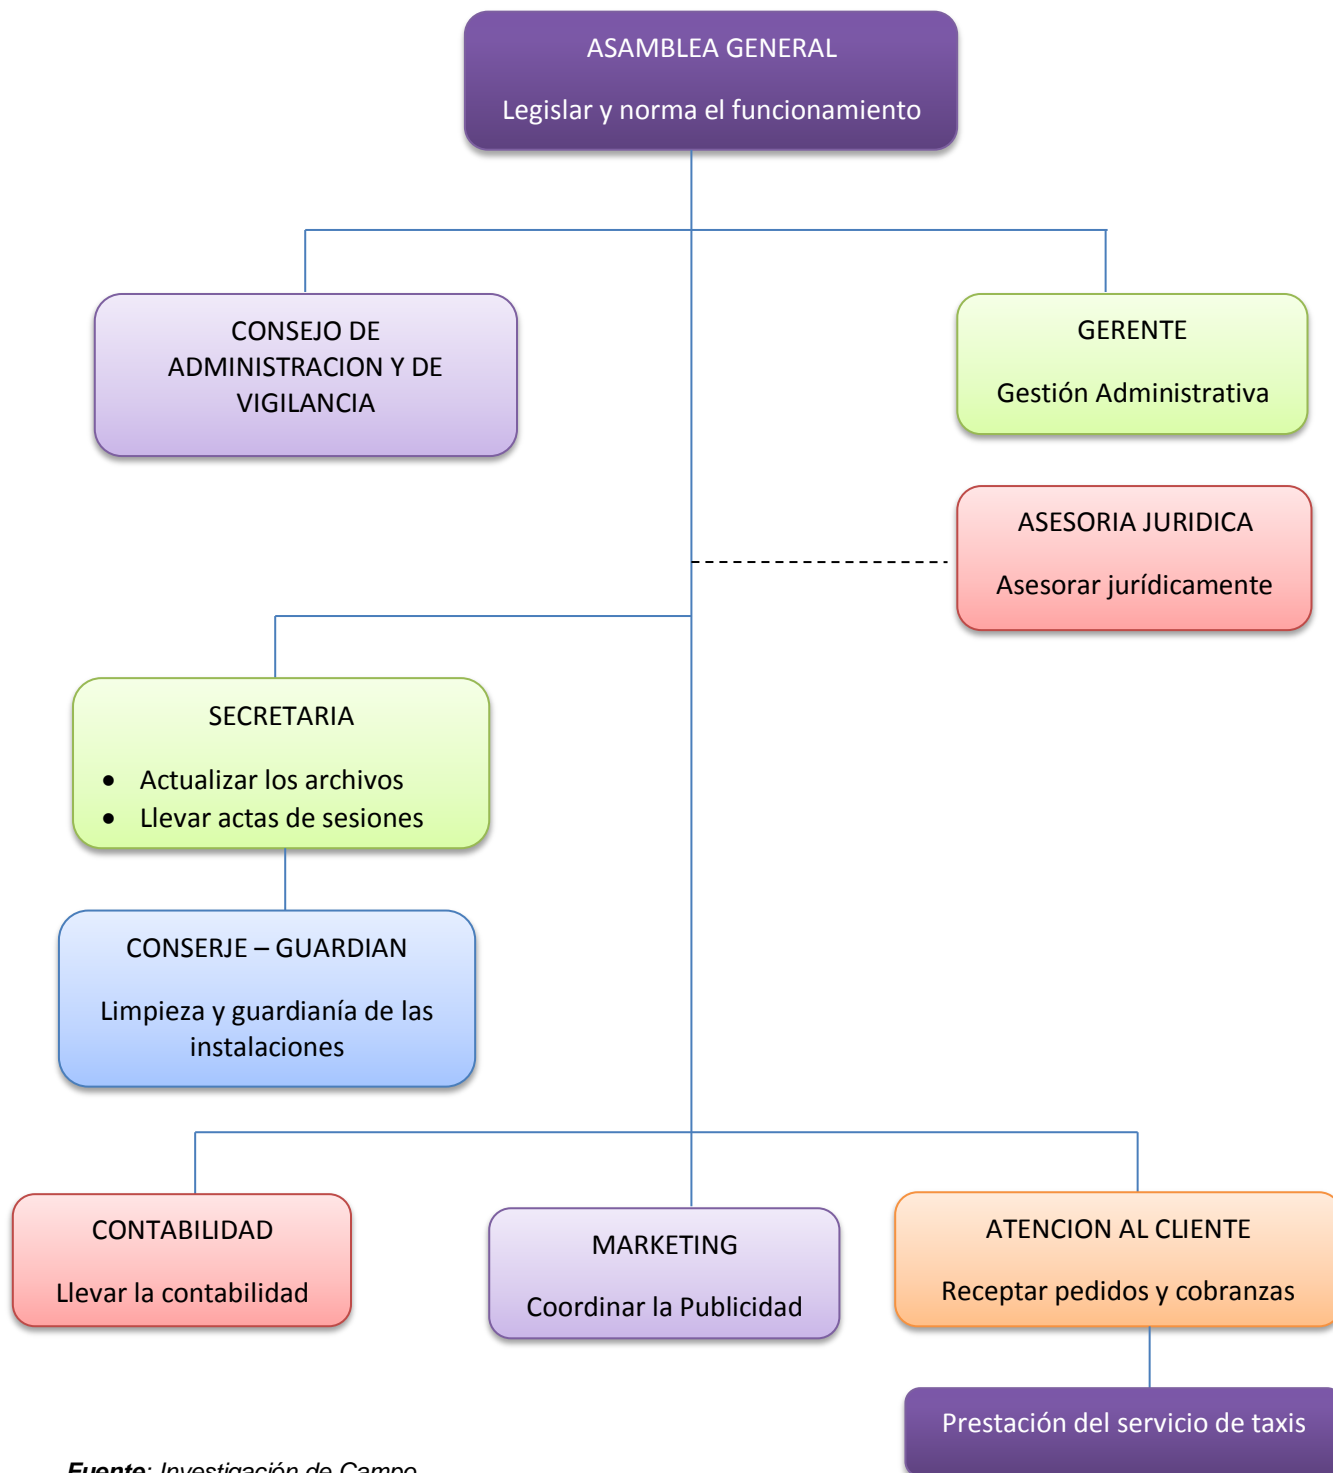 ASAMBLEA GENERAL
Legislar y norma el funcionamiento
CONSEJO DE
ADMINISTRACION Y DE
VIGILANCIA
GERENTE
Gestión Administrativa
ASESORIA JURIDICA
Asesorar jurídicamente
SECRETARIA
• Actualizar los archivos
• Llevar actas de sesiones
CONSERJE – GUARDIAN
Limpieza y guardianía de las
instalaciones
CONTABILIDAD
Llevar la contabilidad
MARKETING
Coordinar la Publicidad
ATENCION AL CLIENTE
Receptar pedidos y cobranzas
Prestación del servicio de taxis
Fuente: Investigación de Campo